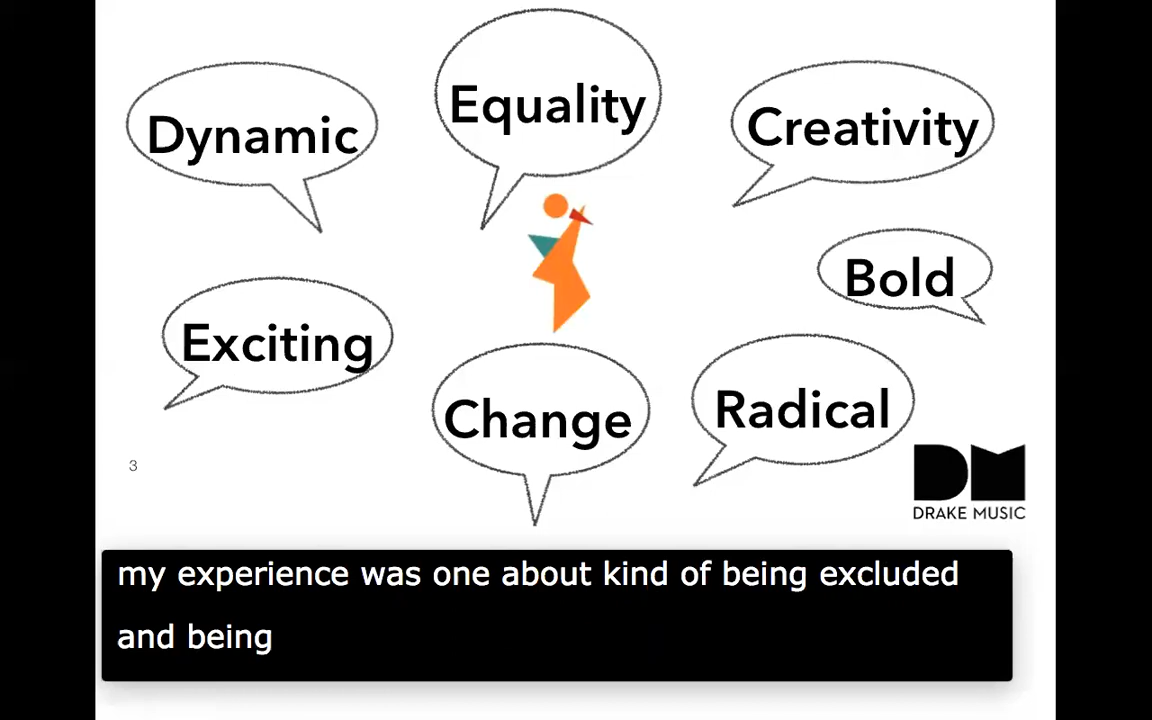 Dynamic
Equality
Creativity
Bold
Exciting
Change
Radical
3
DM
DRAKE MUSIC
my experience was one about kind of being excluded
and being